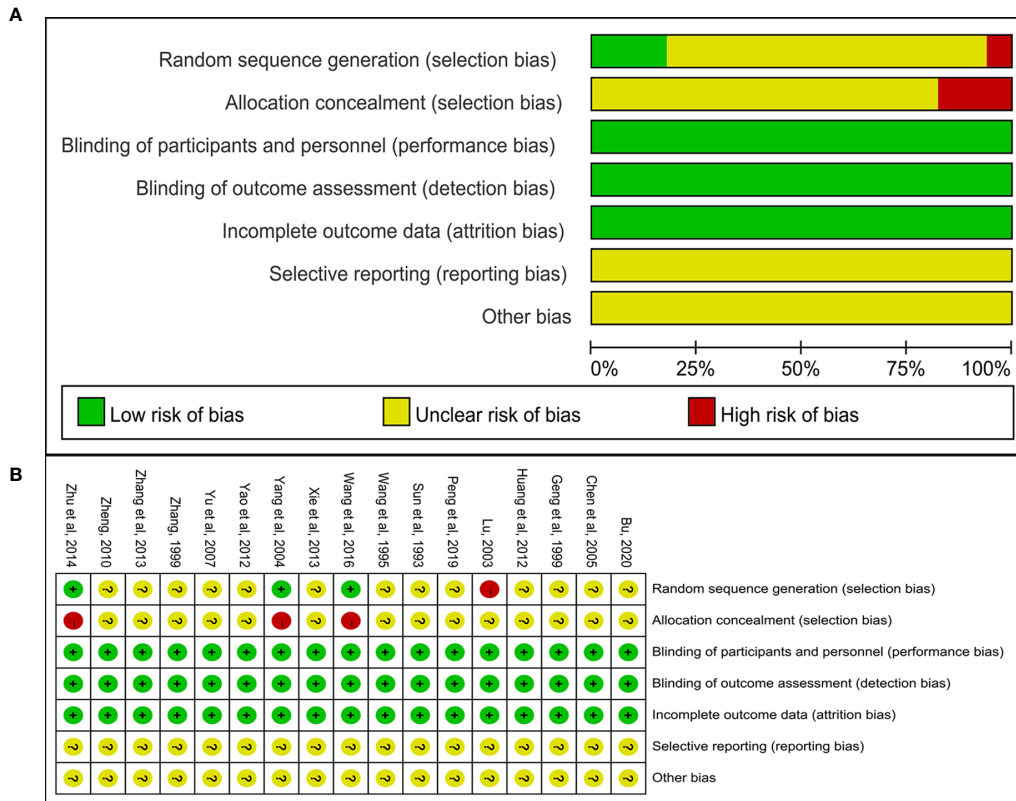 A
Random sequence generation (selection bias)
Allocation concealment (selection bias)
Blinding of participants and personnel (performance bias)
Blinding of outcome assessment (detection bias)
Incomplete outcome data (attrition bias)
Selective reporting (reporting bias)
Other bias
0% 25% 50% 75% 100%
Low risk of bias Unclear risk of bias High risk of bias
B
Zhu et al, 2014
Zheng, 2010
Zhang et al, 2013
Zhang, 1999
Yu et al, 2007
Yao et al, 2012
Yang et al, 2004
Xie et al, 2013
Wang et al, 2016
Wang et al, 1995
Sun et al, 1993
Peng et al, 2019
Lu, 2003
Huang et al, 2012
Geng et al, 1999
Chen et al, 2005
Bu, 2020
+ ? ? ? ? ? + ? + ? ? ? – ? ? ? ? Random sequence generation (selection bias)
– ? ? ? ? ? – ? – ? ? ? ? ? ? ? ? Allocation concealment (selection bias)
+ + + + + + + + + + + + + + + + + Blinding of participants and personnel (performance bias)
+ + + + + + + + + + + + + + + + + Blinding of outcome assessment (detection bias)
+ + + + + + + + + + + + + + + + + Incomplete outcome data (attrition bias)
? ? ? ? ? ? ? ? ? ? ? ? ? ? ? ? ? Selective reporting (reporting bias)
? ? ? ? ? ? ? ? ? ? ? ? ? ? ? ? ? Other bias